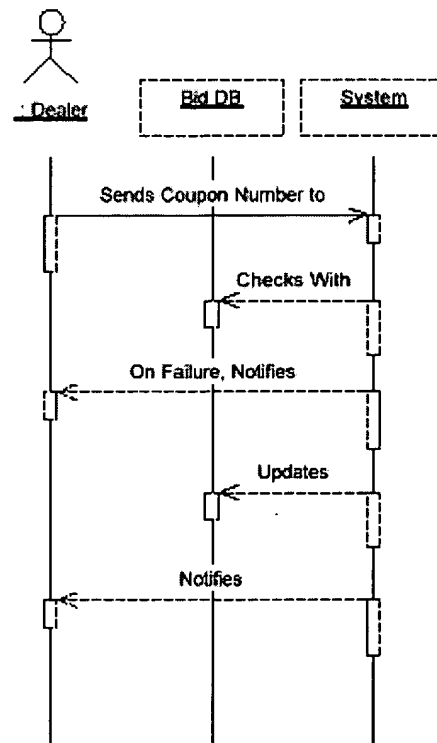 : Dealer
Bid DB
System
Sends Coupon Number to
Checks With
On Failure, Notifies
Updates
Notifies